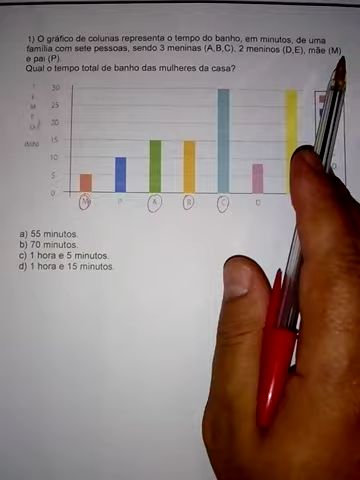 1) O gráfico de colunas representa o tempo do banho, em minutos, de uma
família com sete pessoas, sendo 3 meninas (A,B,C), 2 meninos (D,E), mãe (M)
e pai (P).
Qual o tempo total de banho das mulheres da casa?
T
E
M
P
O
(MIN)
30
25
20
15
10
5
0
M P A B C D
a) 55 minutos.
b) 70 minutos.
c) 1 hora e 5 minutos.
d) 1 hora e 15 minutos.